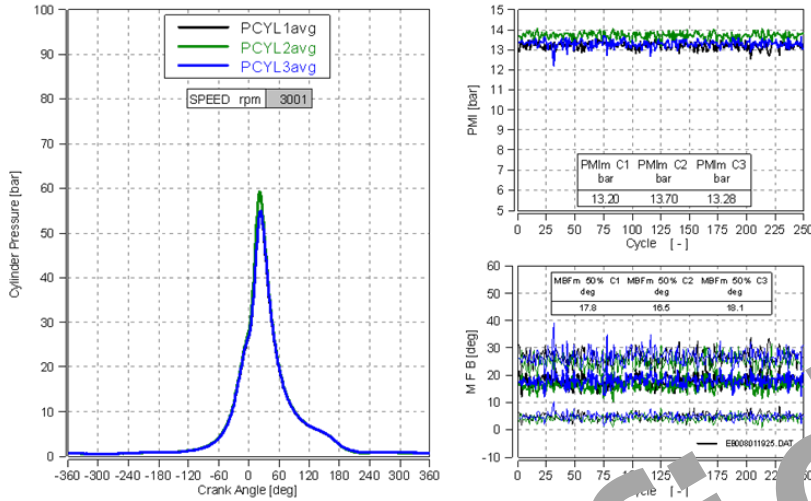 PCYL1avg
PCYL2avg
PCYL3avg
SPEED rpm 3001
100
90
80
70
60
50
40
30
20
10
0
Cylinder Pressure [bar]
-360 -300 -240 -180 -120 -60 0 60 120 180 240 300 360
Crank Angle [deg]
15
14
13
12
11
10
9
8
7
6
5
PMI [bar]
PMIm C1 PMIm C2 PMIm C3
bar bar bar
13.20 13.70 13.28
0 25 50 75 100 125 150 175 200 225 250
Cycle [ - ]
60
50
40
30
20
10
0
-10
M F B [deg]
MBFm 50% C1 MBFm 50% C2 MBFm 50% C3
deg deg deg
17.8 16.5 18.1
EB008011925.DAT
0 25 50 75 100 125 150 175 200 225 250
Cycle [ - ]